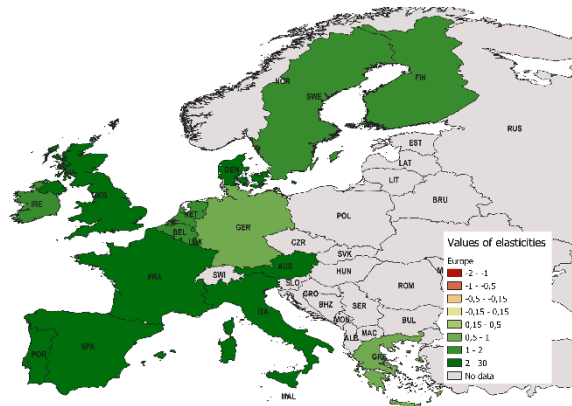 NOR
FIN
SWE
RUS
EST
LAT
DEN
LIT
IRE
UKG
BRU
NET
GER
POL
BEL
LUX
CZR
SVK
FRA
SWI
AUS
HUN
SLO
CRO
ROM
BHZ
SER
ITA
MON
BUL
MAC
ALB
POR
SPA
GRE
MAL
Values of elasticities
Europe
-2 - -1
-1 - -0,5
-0,5 - -0,15
-0,15 - 0,15
0,15 - 0,5
0,5 - 1
1 - 2
2 - 30
No data